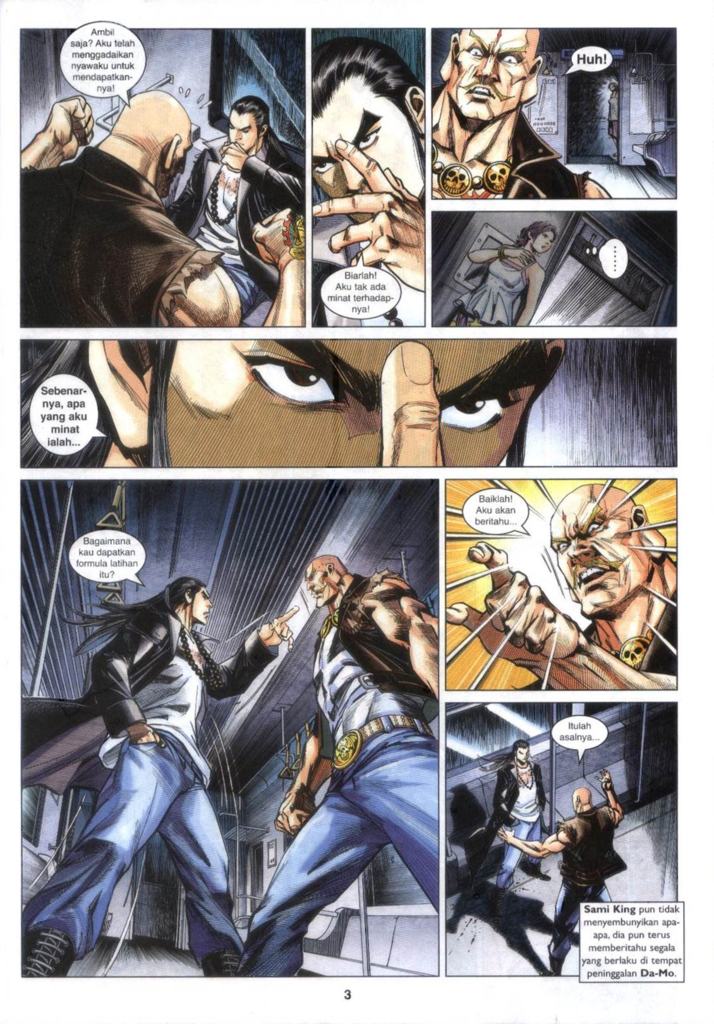 Ambil
saja? Aku telah
menggadaikan
nyawaku untuk
mendapatkan-
nya!
Biarlah!
Aku tak ada
minat terhadap-
nya!
Huh!
.......
Sebenar-
nya, apa
yang aku
minat
ialah...
Bagaimana
kau dapatkan
formula latihan
itu?
Baiklah!
Aku akan
beritahu...
Itulah
asalnya...
Sami King pun tidak
menyembunyikan apa-
apa, dia pun terus
memberitahu segala
yang berlaku di tempat
peninggalan Da-Mo.
3